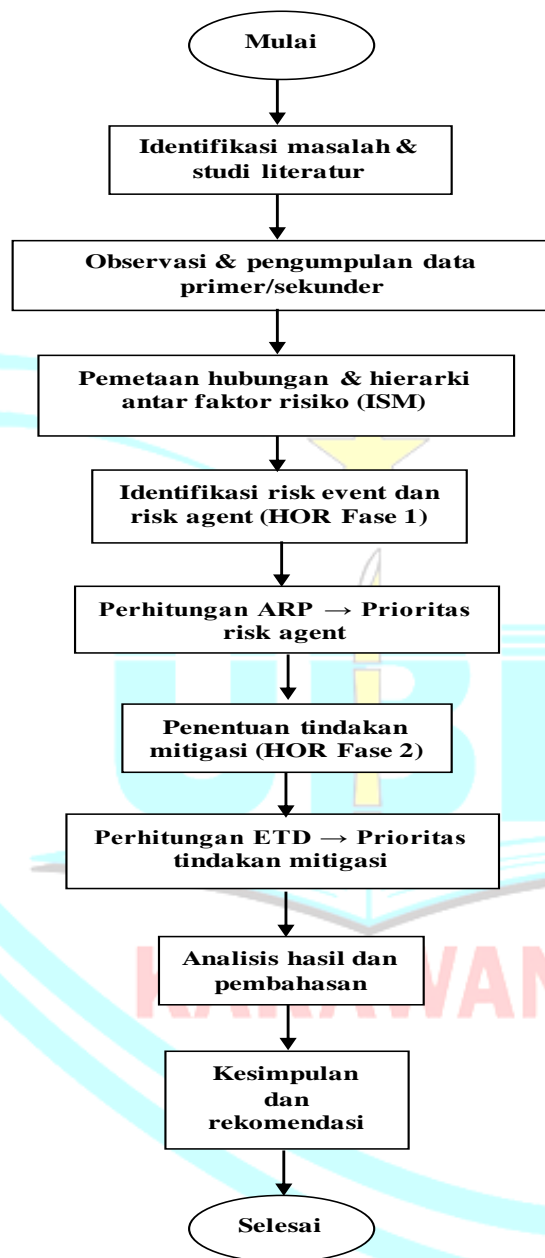 Mulai
Identifikasi masalah &
studi literatur
Observasi & pengumpulan data
primer/sekunder
Pemetaan hubungan & hierarki
antar faktor risiko (ISM)
Identifikasi risk event dan
risk agent (HOR Fase 1)
Perhitungan ARP → Prioritas
risk agent
UB
Penentuan tindakan
mitigasi (HOR Fase 2)
Perhitungan ETD → Prioritas
tindakan mitigasi
Analisis hasil dan
pembahasan
KARAWAN
Kesimpulan
dan
rekomendasi
Selesai